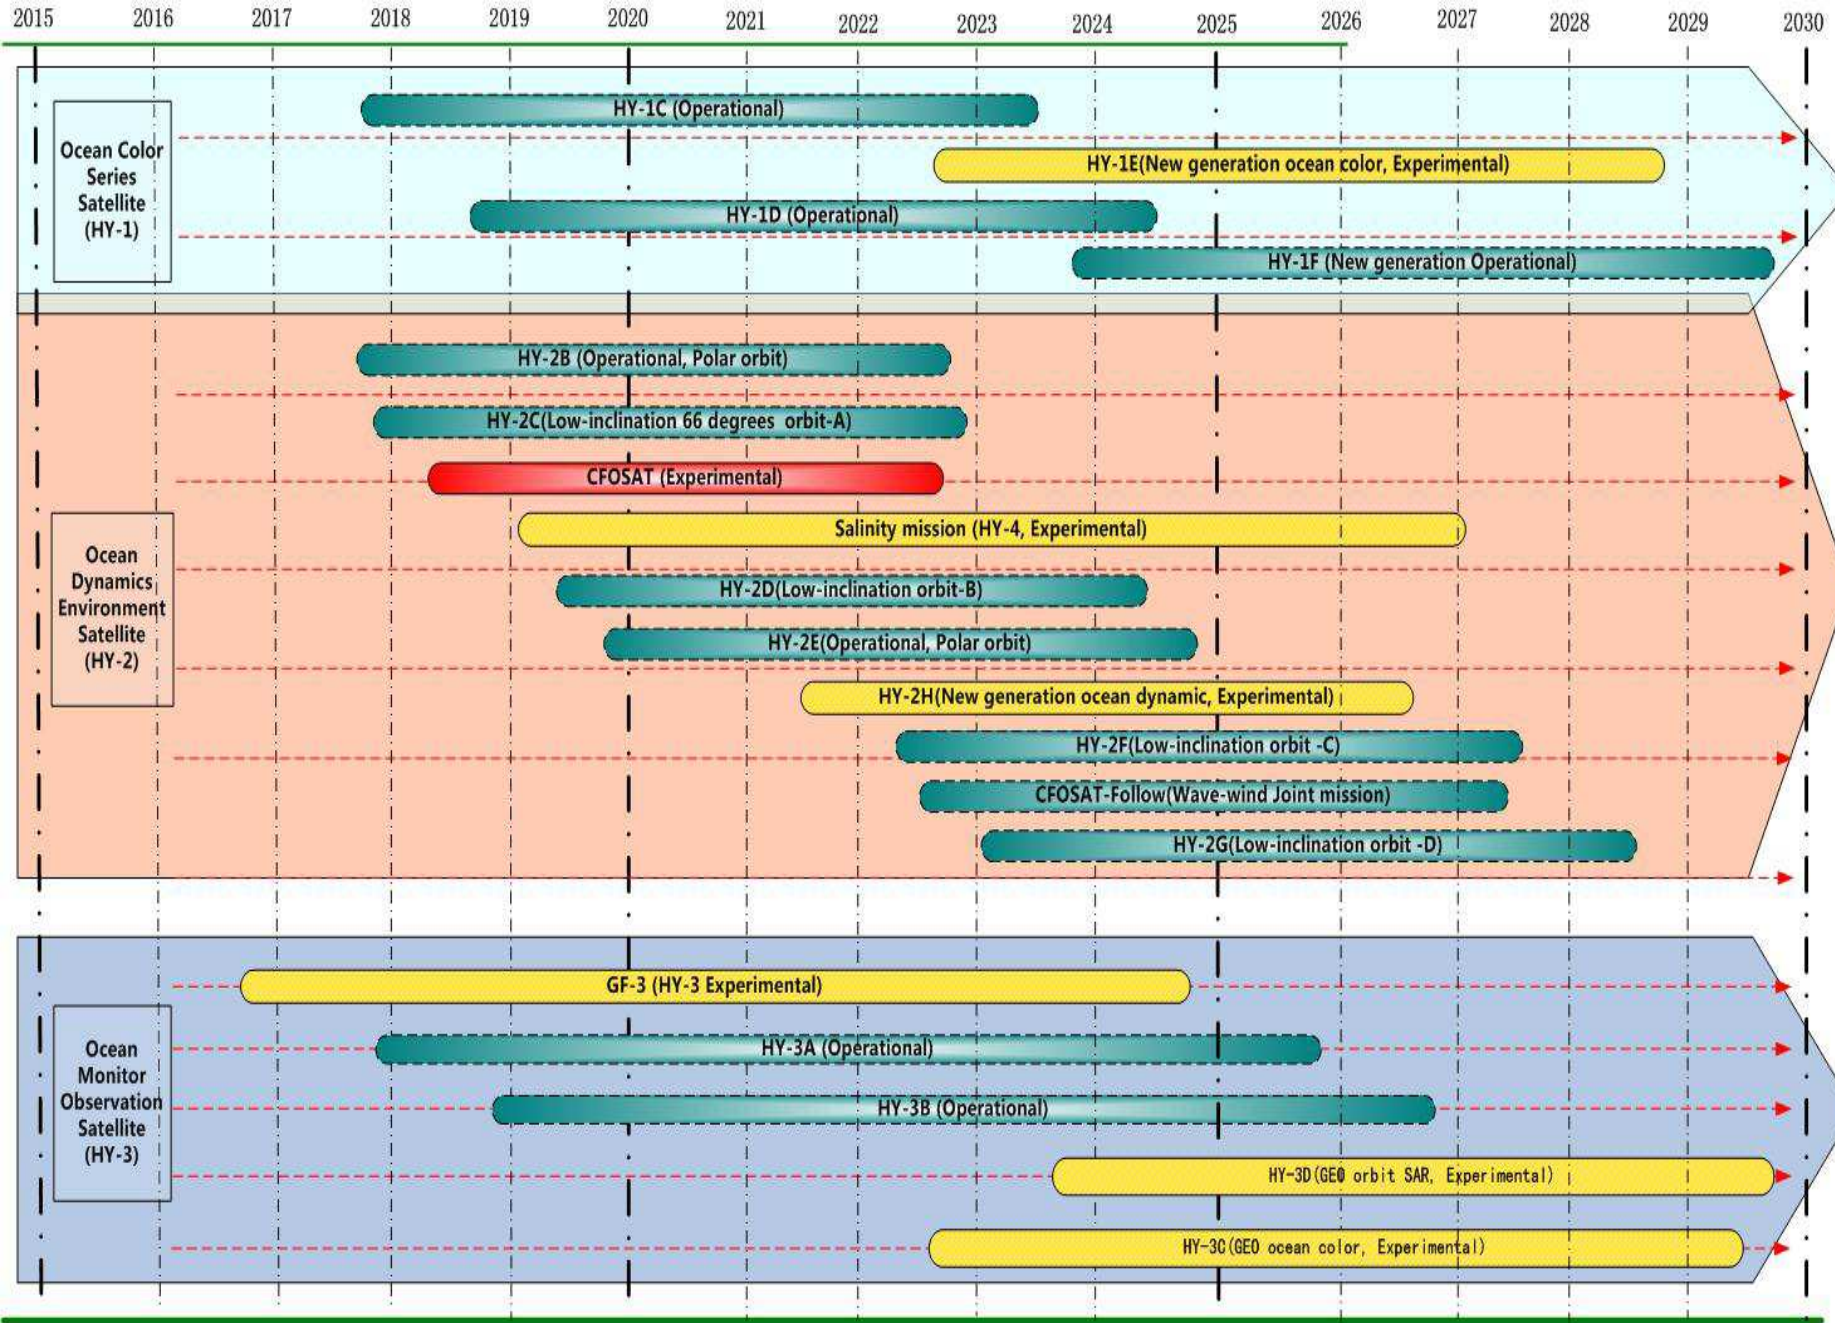 2015 2016 2017 2018 2019 2020 2021 2022 2023 2024 2025 2026 2027 2028 2029 2030
Ocean Color
Series
Satellite
(HY-1)
HY-1C (Operational)
HY-1E(New generation ocean color, Experimental)
HY-1D (Operational)
HY-1F (New generation Operational)
Ocean
Dynamics
Environment
Satellite
(HY-2)
HY-2B (Operational, Polar orbit)
HY-2C(Low-inclination 66 degrees orbit-A)
CFOSAT (Experimental)
Salinity mission (HY-4, Experimental)
HY-2D(Low-inclination orbit-B)
HY-2E(Operational, Polar orbit)
HY-2H(New generation ocean dynamic, Experimental)
HY-2F(Low-inclination orbit -C)
CFOSAT-Follow(Wave-wind Joint mission)
HY-2G(Low-inclination orbit -D)
Ocean
Monitor
Observation
Satellite
(HY-3)
GF-3 (HY-3 Experimental)
HY-3A (Operational)
HY-3B (Operational)
HY-3D(GEO orbit SAR, Experimental)
HY-3C(GEO ocean color, Experimental)